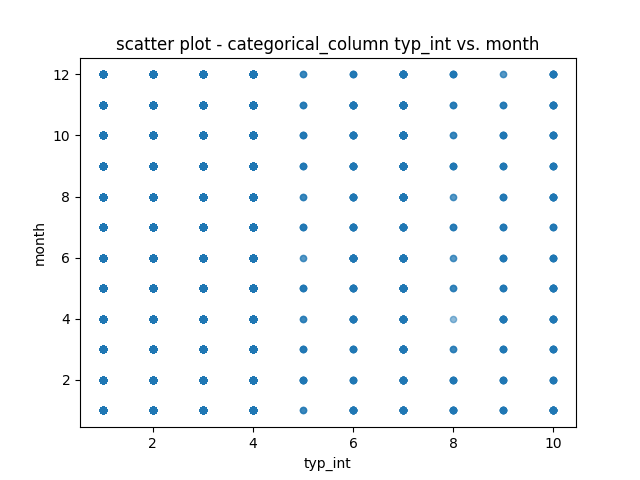 scatter plot - categorical_column typ_int vs. month
12
10
8
6
4
2
month
2 4 6 8 10
typ_int